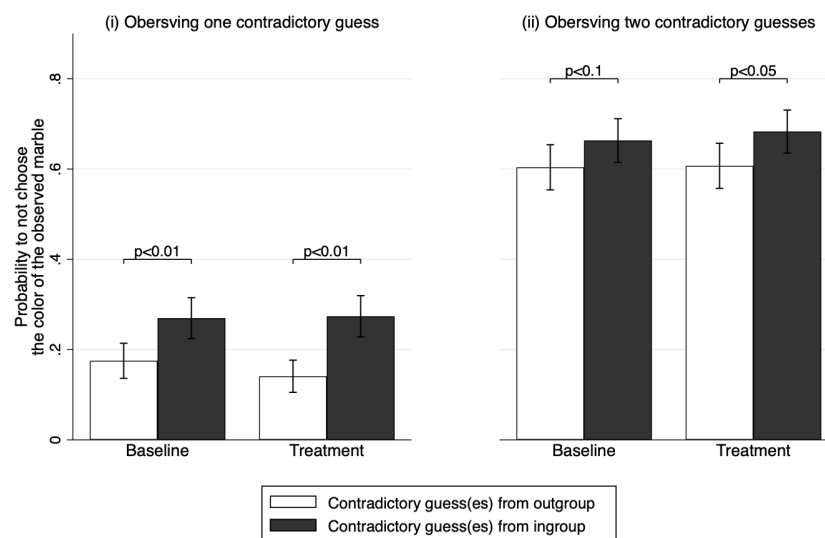 (i) Obersving one contradictory guess
(ii) Obersving two contradictory guesses
Probability to not choose
the color of the observed marble
.8
.6
.4
.2
0
p<0.01
p<0.01
p<0.1
p<0.05
Baseline
Treatment
Baseline
Treatment
Contradictory guess(es) from outgroup
Contradictory guess(es) from ingroup